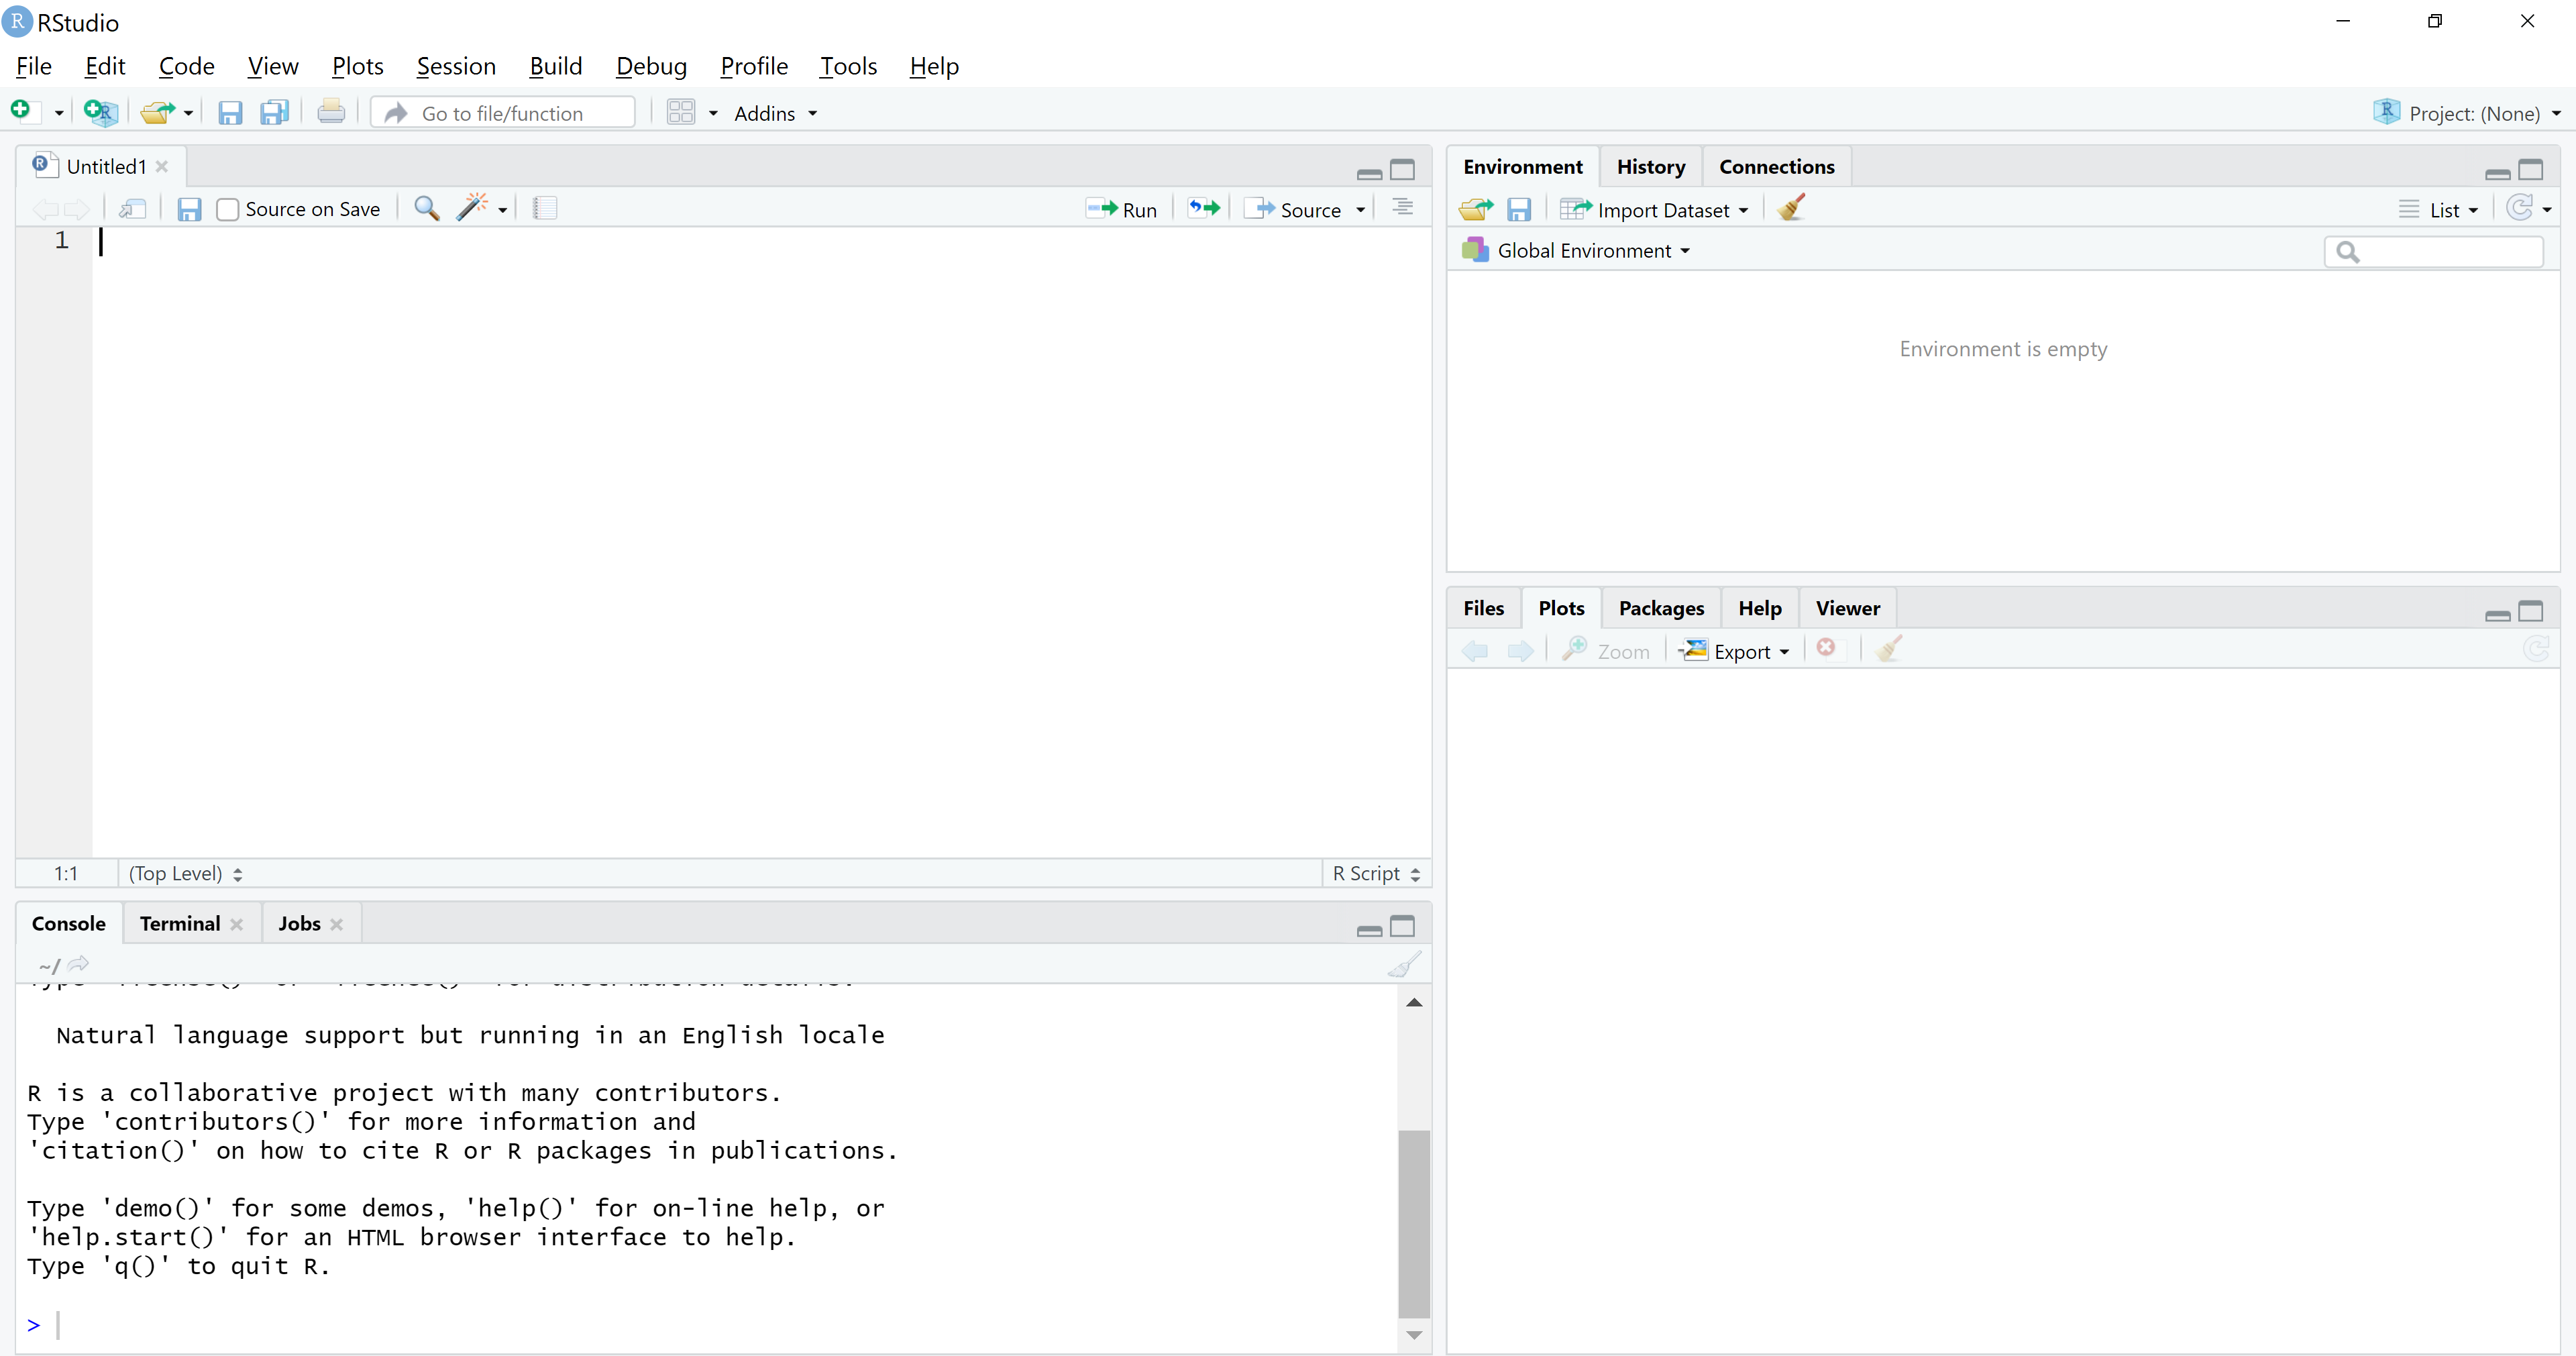 R RStudio
File Edit Code View Plots Session Build Debug Profile Tools Help
Go to file/function Addins Project: (None)
Untitled1
Source on Save Run Source
1
1:1 (Top Level) R Script
Console Terminal Jobs
~/
Natural language support but running in an English locale
R is a collaborative project with many contributors.
Type 'contributors()' for more information and
'citation()' on how to cite R or R packages in publications.
Type 'demo()' for some demos, 'help()' for on-line help, or
'help.start()' for an HTML browser interface to help.
Type 'q()' to quit R.
>
Environment History Connections
Import Dataset List
Global Environment
Environment is empty
Files Plots Packages Help Viewer
Zoom Export